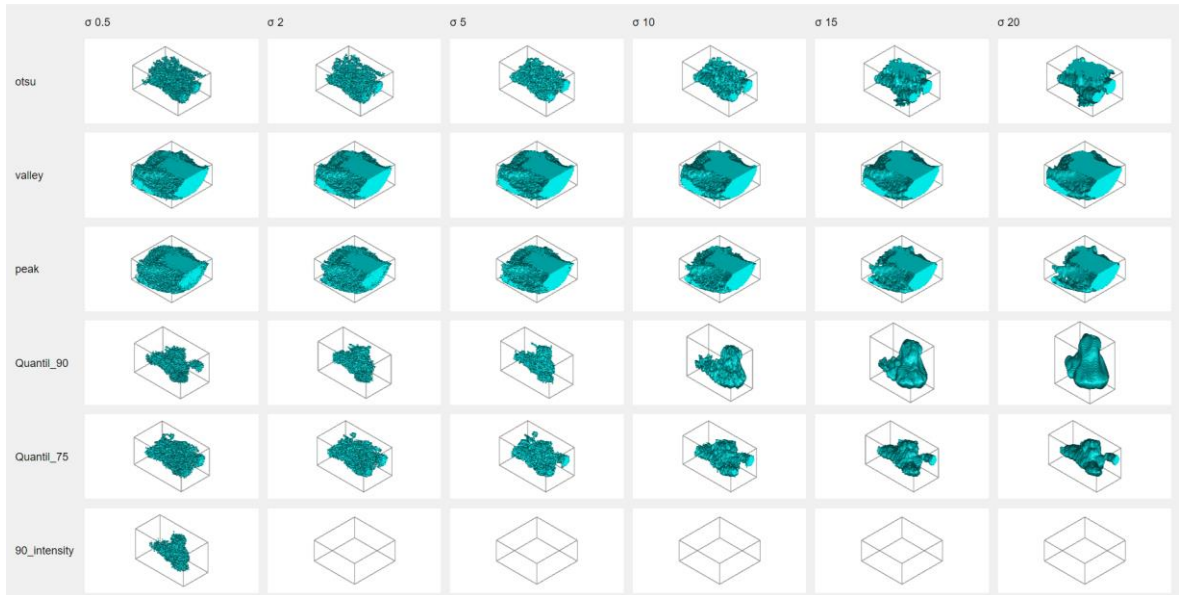 σ 0.5 σ 2 σ 5 σ 10 σ 15 σ 20
otsu
valley
peak
Quantil_90
Quantil_75
90_intensity